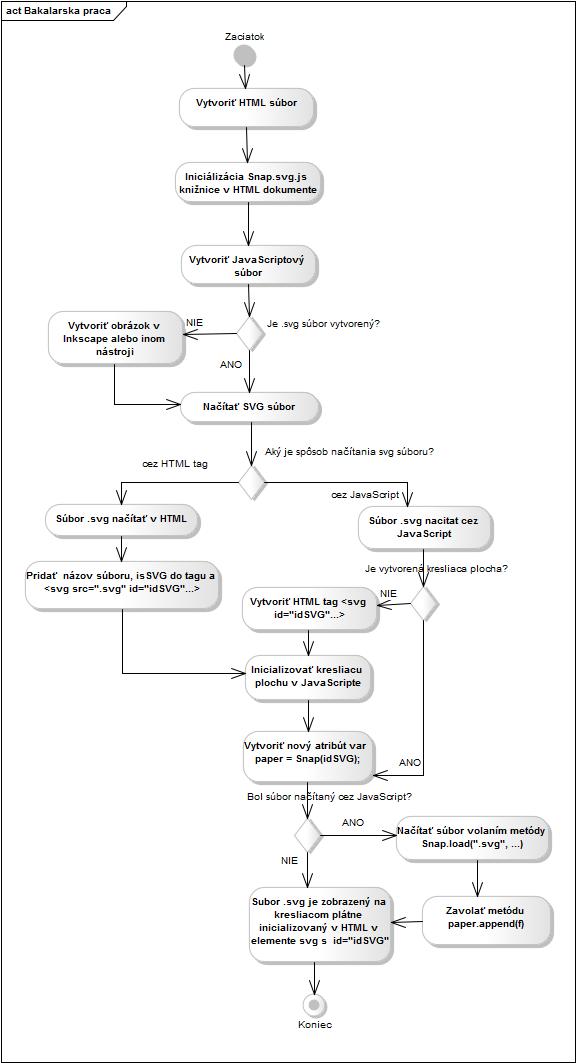 act Bakalarska praca
Zaciatok
Vytvoriť HTML súbor
Iniciálizácia Snap.svg.js
knižnice v HTML dokumente
Vytvoriť JavaScriptový
súbor
Je .svg súbor vytvorený?
NIE
Vytvoriť obrázok v
Inkscape alebo inom
nástroji
ANO
Načítať SVG súbor
Aký je spôsob načítania svg súboru?
cez HTML tag
cez JavaScript
Súbor .svg načítať v HTML
Súbor .svg nacitat cez
JavaScript
Pridať názov súboru, isSVG do tagu a
<svg src=".svg" id="idSVG"...>
Je vytvorená kresliaca plocha?
NIE
Vytvoriť HTML tag <svg
id="idSVG"...>
Inicializovať kresliacu
plochu v JavaScripte
Vytvoriť nový atribút var
paper = Snap(idSVG);
ANO
Bol súbor načítaný cez JavaScript?
ANO
Načítať súbor volaním metódy
Snap.load(".svg", ...)
NIE
Subor .svg je zobrazený na
kresliacom plátne
inicializovaný v HTML v
elemente svg s id="idSVG"
Zavolať metódu
paper.append(f)
Koniec